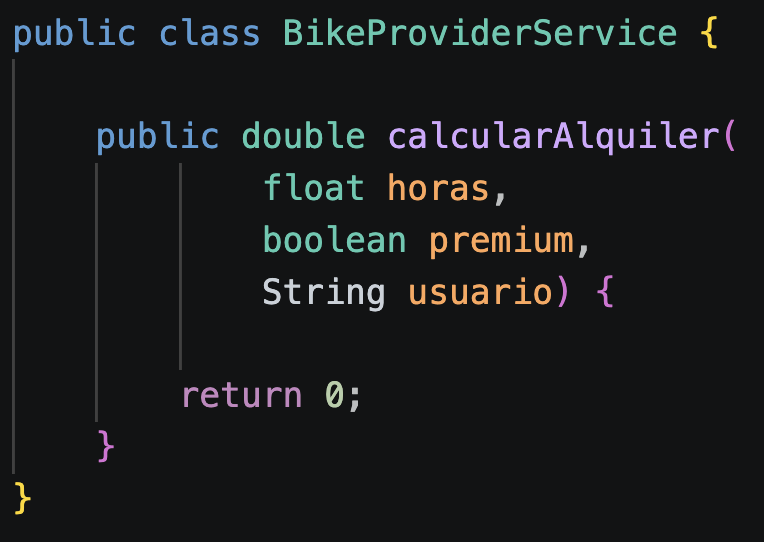 public class BikeProviderService {
public double calcularAlquiler(
float horas,
boolean premium,
String usuario) {
return 0;
}
}